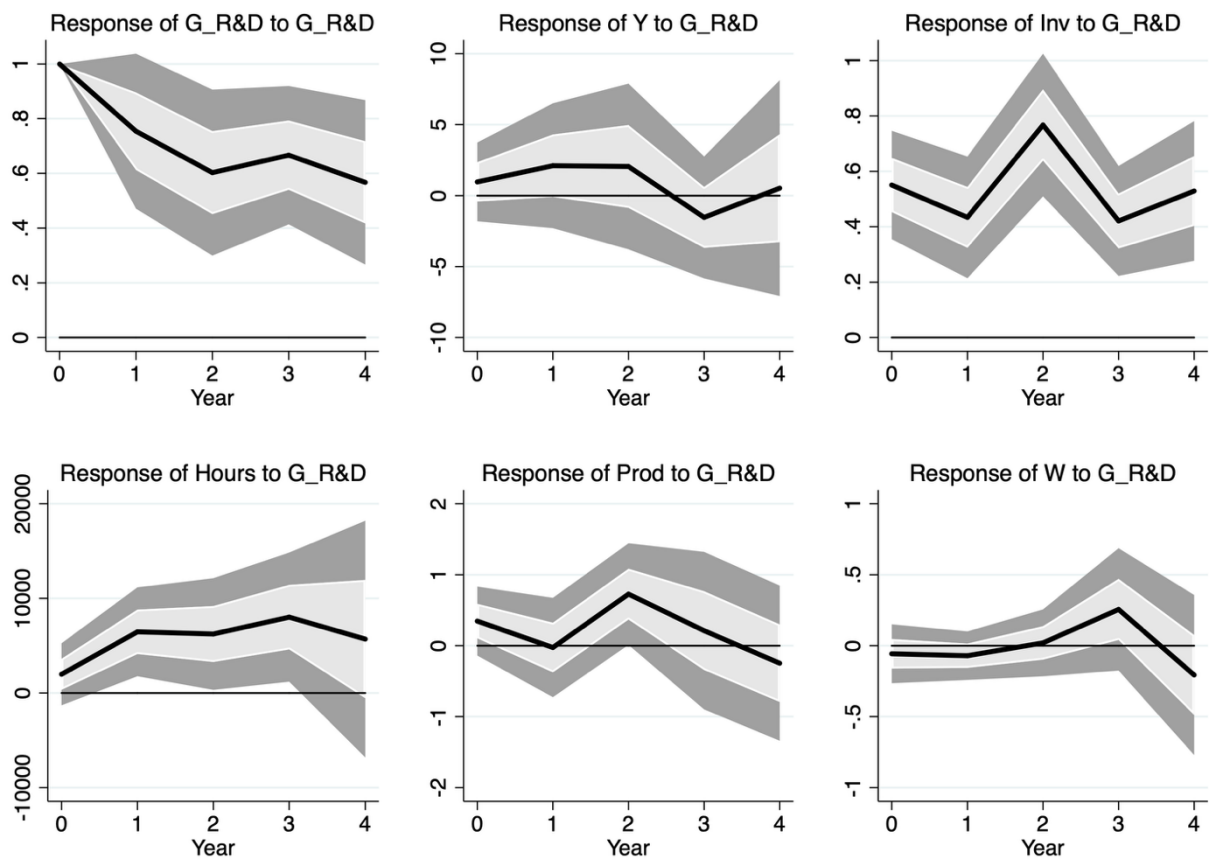 Response of G_R&D to G_R&D
1
.8
.6
.4
.2
0
0 1 2 3 4
Year
Response of Y to G_R&D
10
5
0
-5
-10
0 1 2 3 4
Year
Response of Inv to G_R&D
1
.8
.6
.4
.2
0
0 1 2 3 4
Year
Response of Hours to G_R&D
20000
10000
0
-10000
0 1 2 3 4
Year
Response of Prod to G_R&D
2
1
0
-1
-2
0 1 2 3 4
Year
Response of W to G_R&D
1
.5
0
-.5
-1
0 1 2 3 4
Year